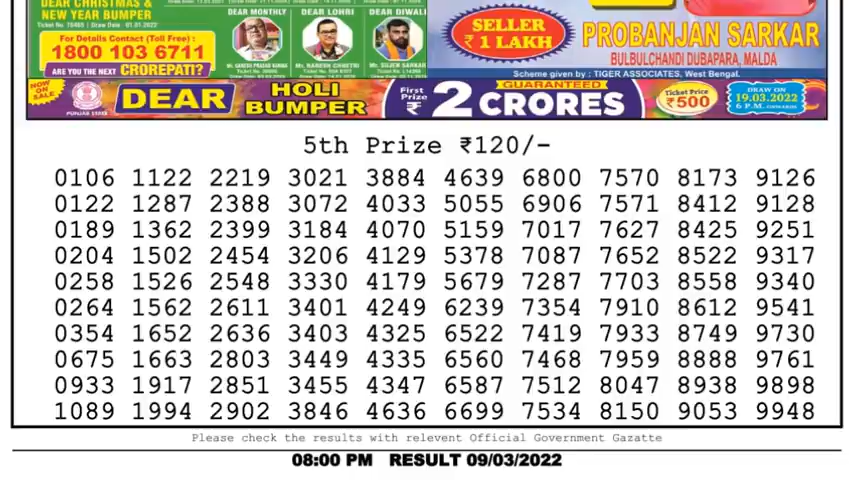 DEAR CHRISTMAS &
NEW YEAR BUMPER
For Details Contact (Toll Free) :
1800 103 6711
ARE YOU THE NEXT CROREPATI?
DEAR MONTHLY
DEAR LOHRI
DEAR DIWALI
SELLER
₹ 1 LAKH
PROBANJAN SARKAR
BULBULCHANDI DUBAPARA, MALDA
Scheme given by : TIGER ASSOCIATES, West Bengal.
NOW ON SALE
PUNJAB STATE
DEAR
HOLI
BUMPER
First
Prize
₹
GUARANTEED
2 CRORES
Ticket Price
₹500
DRAW ON
19.03.2022
6 P.M. ONWARDS
5th Prize ₹120/-
0106 1122 2219 3021 3884 4639 6800 7570 8173 9126
0122 1287 2388 3072 4033 5055 6906 7571 8412 9128
0189 1362 2399 3184 4070 5159 7017 7627 8425 9251
0204 1502 2454 3206 4129 5378 7087 7652 8522 9317
0258 1526 2548 3330 4179 5679 7287 7703 8558 9340
0264 1562 2611 3401 4249 6239 7354 7910 8612 9541
0354 1652 2636 3403 4325 6522 7419 7933 8749 9730
0675 1663 2803 3449 4335 6560 7468 7959 8888 9761
0933 1917 2851 3455 4347 6587 7512 8047 8938 9898
1089 1994 2902 3846 4636 6699 7534 8150 9053 9948
Please check the results with relevent Official Government Gazatte
08:00 PM RESULT 09/03/2022